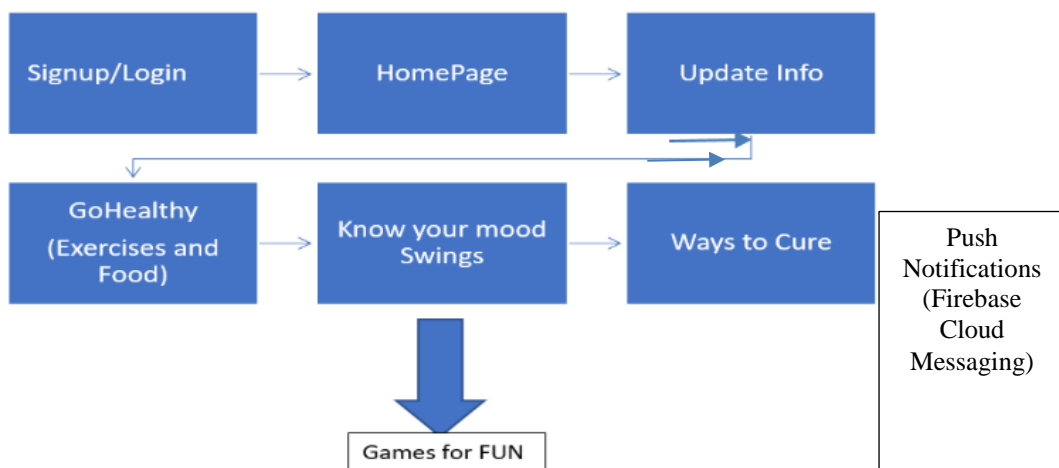 Signup/Login
HomePage
Update Info
GoHealthy
(Exercises and
Food)
Know your mood
Swings
Ways to Cure
Push
Notifications
(Firebase
Cloud
Messaging)
Games for FUN